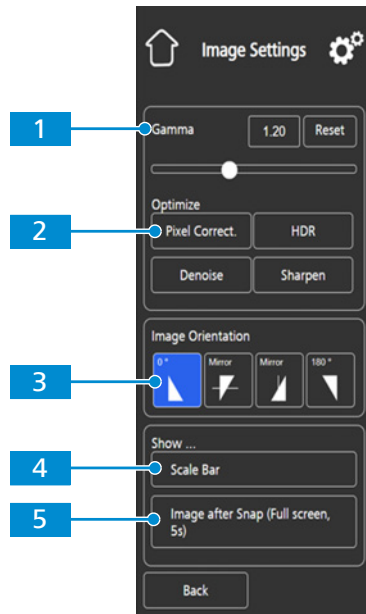 Image Settings
1
Gamma
1.20
Reset
Optimize
2
Pixel Correct.
HDR
Denoise
Sharpen
Image Orientation
3
0°
Mirror
Mirror
180°
Show ...
4
Scale Bar
5
Image after Snap (Full screen,
5s)
Back